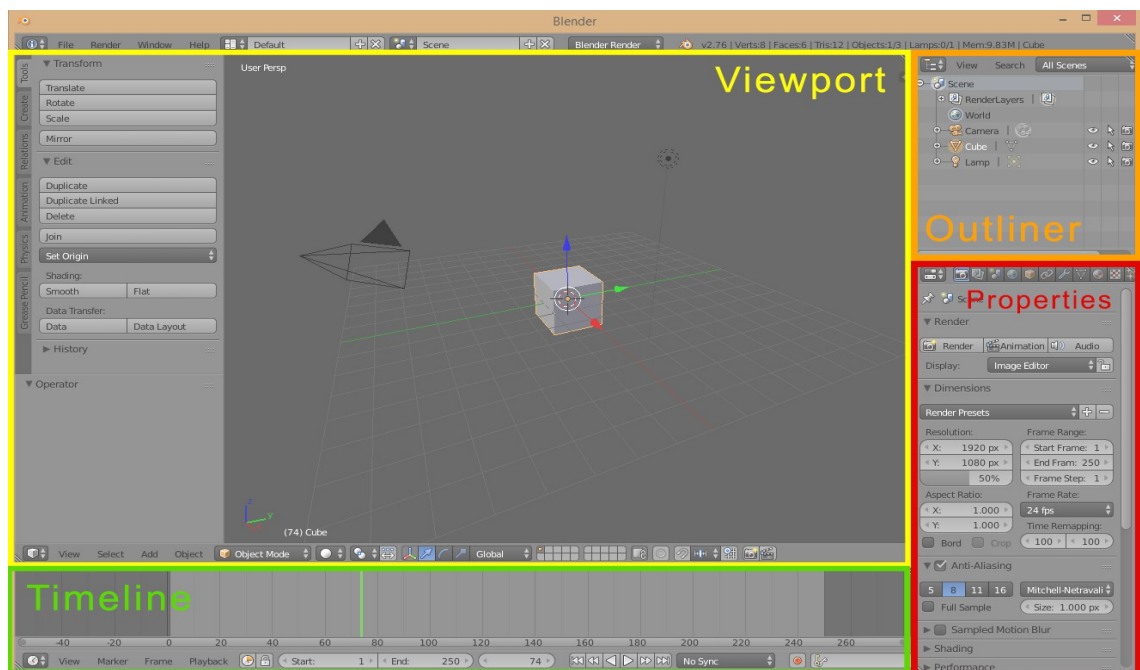 Blender
File Render Window Help Default Scene Blender Render v2.76 | Verts:8 | Faces:6 | Tris:12 | Objects:1/3 | Lamps:0/1 | Mem:9.83M | Cube
Tools
Create
Relations
Animation
Physics
Grease Pencil
Transform
Translate
Rotate
Scale
Mirror
Edit
Duplicate
Duplicate Linked
Delete
Join
Set Origin
Shading:
Smooth Flat
Data Transfer:
Data Data Layout
History
Operator
User Persp
Viewport
z
y
(74) Cube
View Select Add Object Object Mode Global
View Search All Scenes
Scene
RenderLayers |
World
Camera |
Cube |
Lamp |
Outliner
Properties
Render
Render Animation Audio
Display: Image Editor
Dimensions
Render Presets
Resolution: Frame Range:
X: 1920 px Start Frame: 1
Y: 1080 px End Fram: 250
50% Frame Step: 1
Aspect Ratio: Frame Rate:
X: 1.000 24 fps
Y: 1.000 Time Remapping:
Bord Crop 100 100
Anti-Aliasing
5 8 11 16 Mitchell-Netravali
Full Sample Size: 1.000 px
Sampled Motion Blur
Shading
Performance
Timeline
-40 -20 0 20 40 60 80 100 120 140 160 180 200 220 240 260
View Marker Frame Playback Start: 1 End: 250 74 No Sync